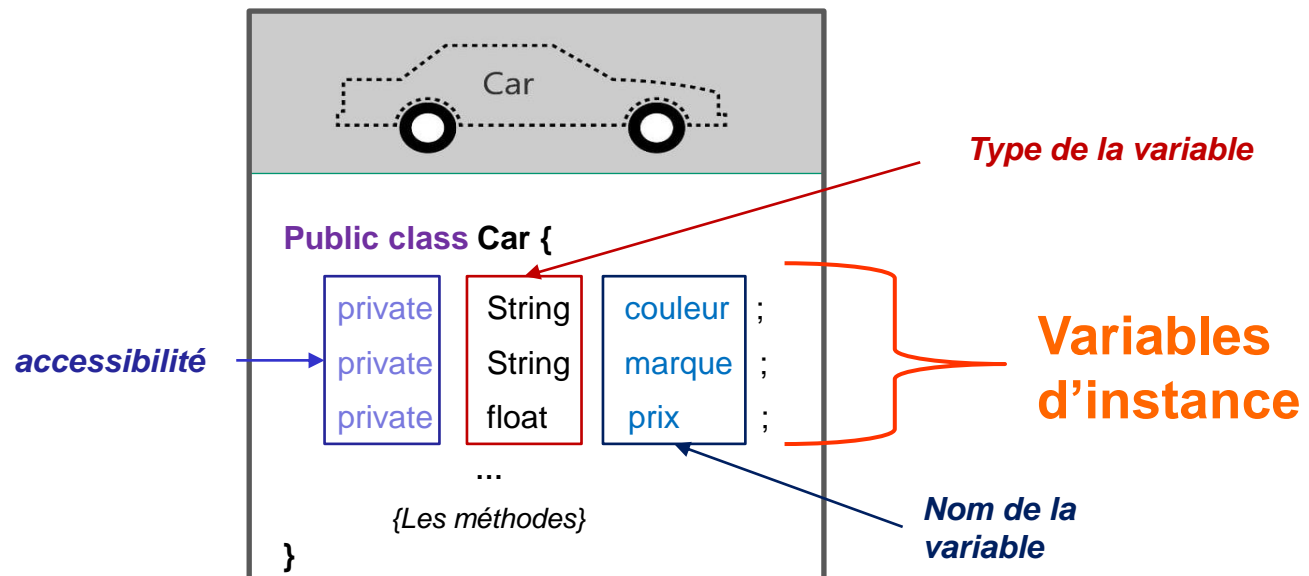 Car
Type de la variable
Public class Car {
private String couleur ;
accessibilité
private String marque ;
private float prix ;
Variables
d’instance
...
{Les méthodes}
Nom de la
variable
}